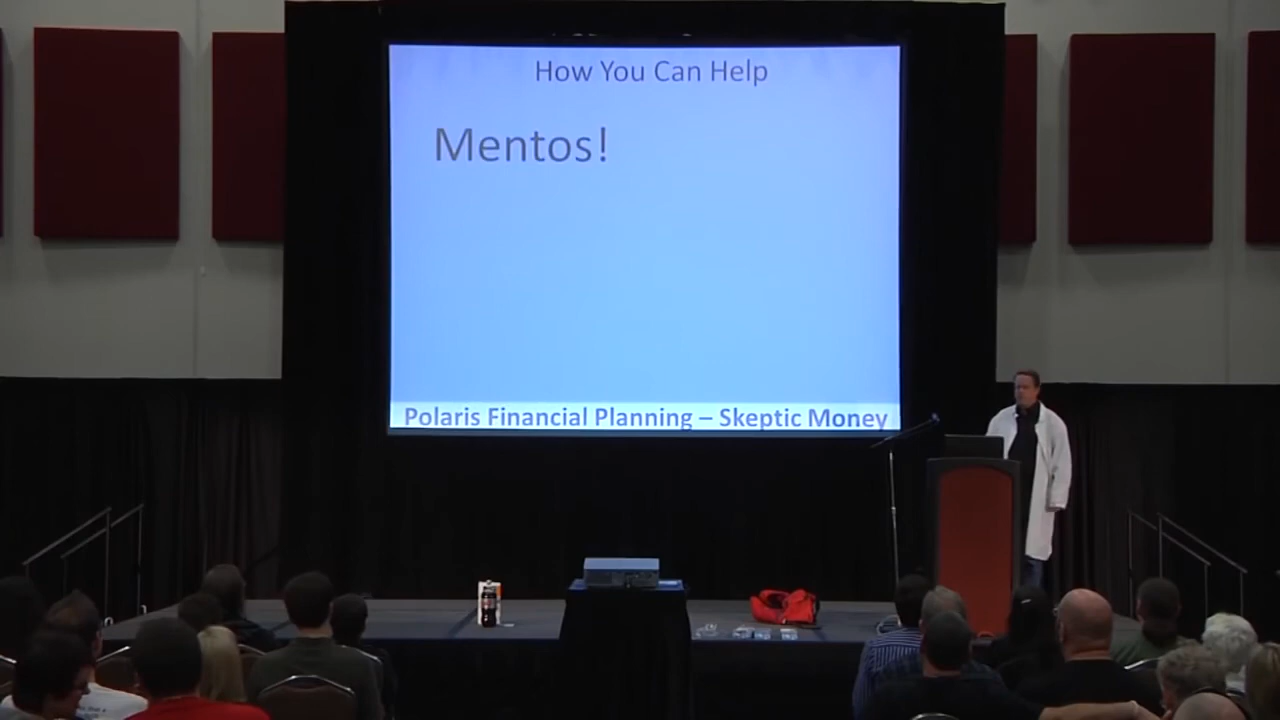 How You Can Help
Mentos!
Polaris Financial Planning – Skeptic Money